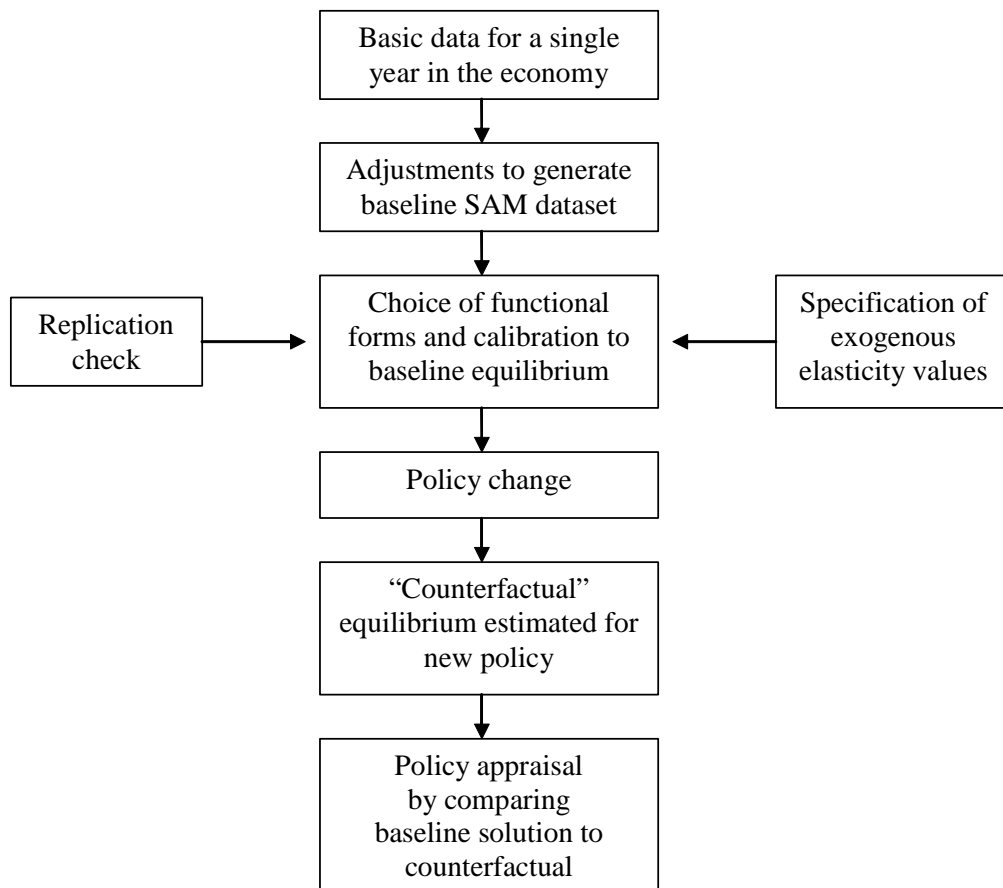 Basic data for a single
year in the economy
Adjustments to generate
baseline SAM dataset
Replication
check
Choice of functional
forms and calibration to
baseline equilibrium
Specification of
exogenous
elasticity values
Policy change
“Counterfactual”
equilibrium estimated for
new policy
Policy appraisal
by comparing
baseline solution to
counterfactual